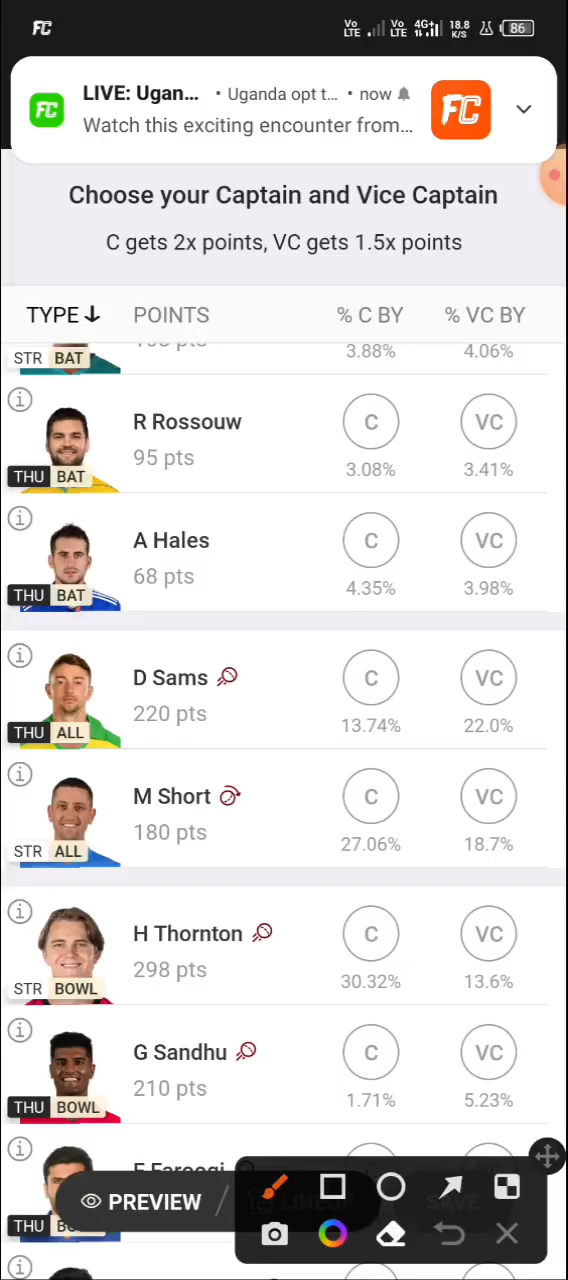 FC
Vo LTE Vo LTE 4G+ 18.8 K/S 86
FC LIVE: Ugan... • Uganda opt t... • now FC
Watch this exciting encounter from...
Choose your Captain and Vice Captain
C gets 2x points, VC gets 1.5x points
TYPE POINTS % C BY % VC BY
STR BAT 3.88% 4.06%
R Rossouw C VC
95 pts 3.08% 3.41%
THU BAT
A Hales C VC
68 pts 4.35% 3.98%
THU BAT
D Sams C VC
220 pts 13.74% 22.0%
THU ALL
M Short C VC
180 pts 27.06% 18.7%
STR ALL
H Thornton C VC
298 pts 30.32% 13.6%
STR BOWL
G Sandhu C VC
210 pts 1.71% 5.23%
THU BOWL
PREVIEW LINEUP SAVE
THU